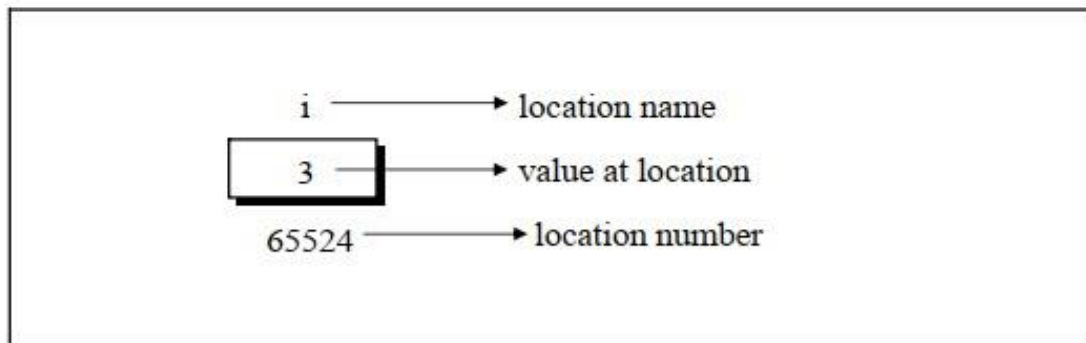 i location name
3 value at location
65524 location number